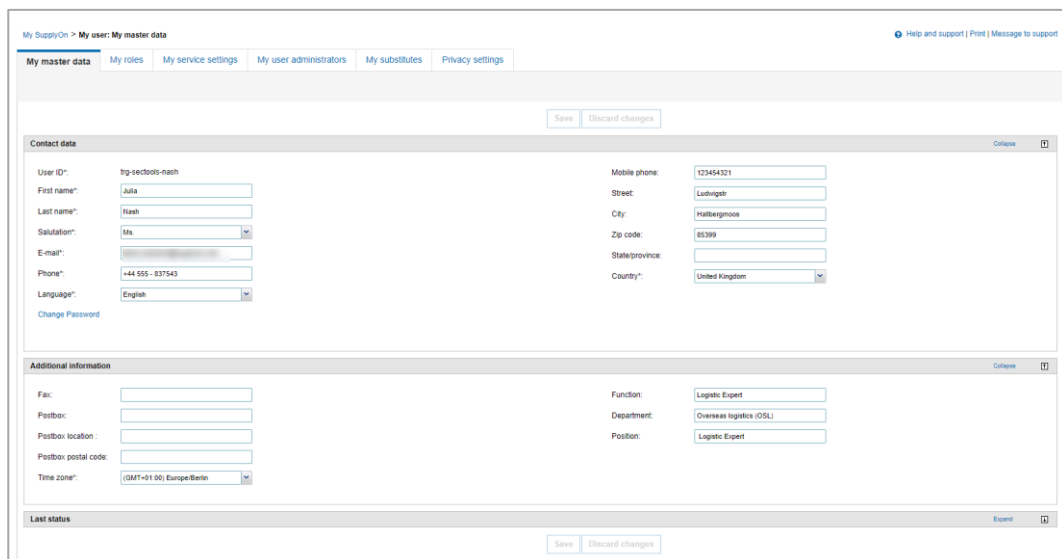 My SupplyOn > My user: My master data
Help and support | Print | Message to support
My master data My roles My service settings My user administrators My substitutes Privacy settings
Save Discard changes
Contact data Collapse
User ID*: trg-sectools-nash
First name*: Julia
Last name*: Nash
Salutation*: Ms.
E-mail*:
Phone*: +44 555 - 837543
Language*: English
Change Password
Mobile phone: 123454321
Street: Ludwigstr
City: Hallbergmoos
Zip code: 85399
State/province:
Country*: United Kingdom
Additional information Collapse
Fax:
Postbox:
Postbox location :
Postbox postal code:
Time zone*: (GMT+01:00) Europe/Berlin
Function: Logistic Expert
Department: Overseas logistics (OSL)
Position: Logistic Expert
Last status Expand
Save Discard changes